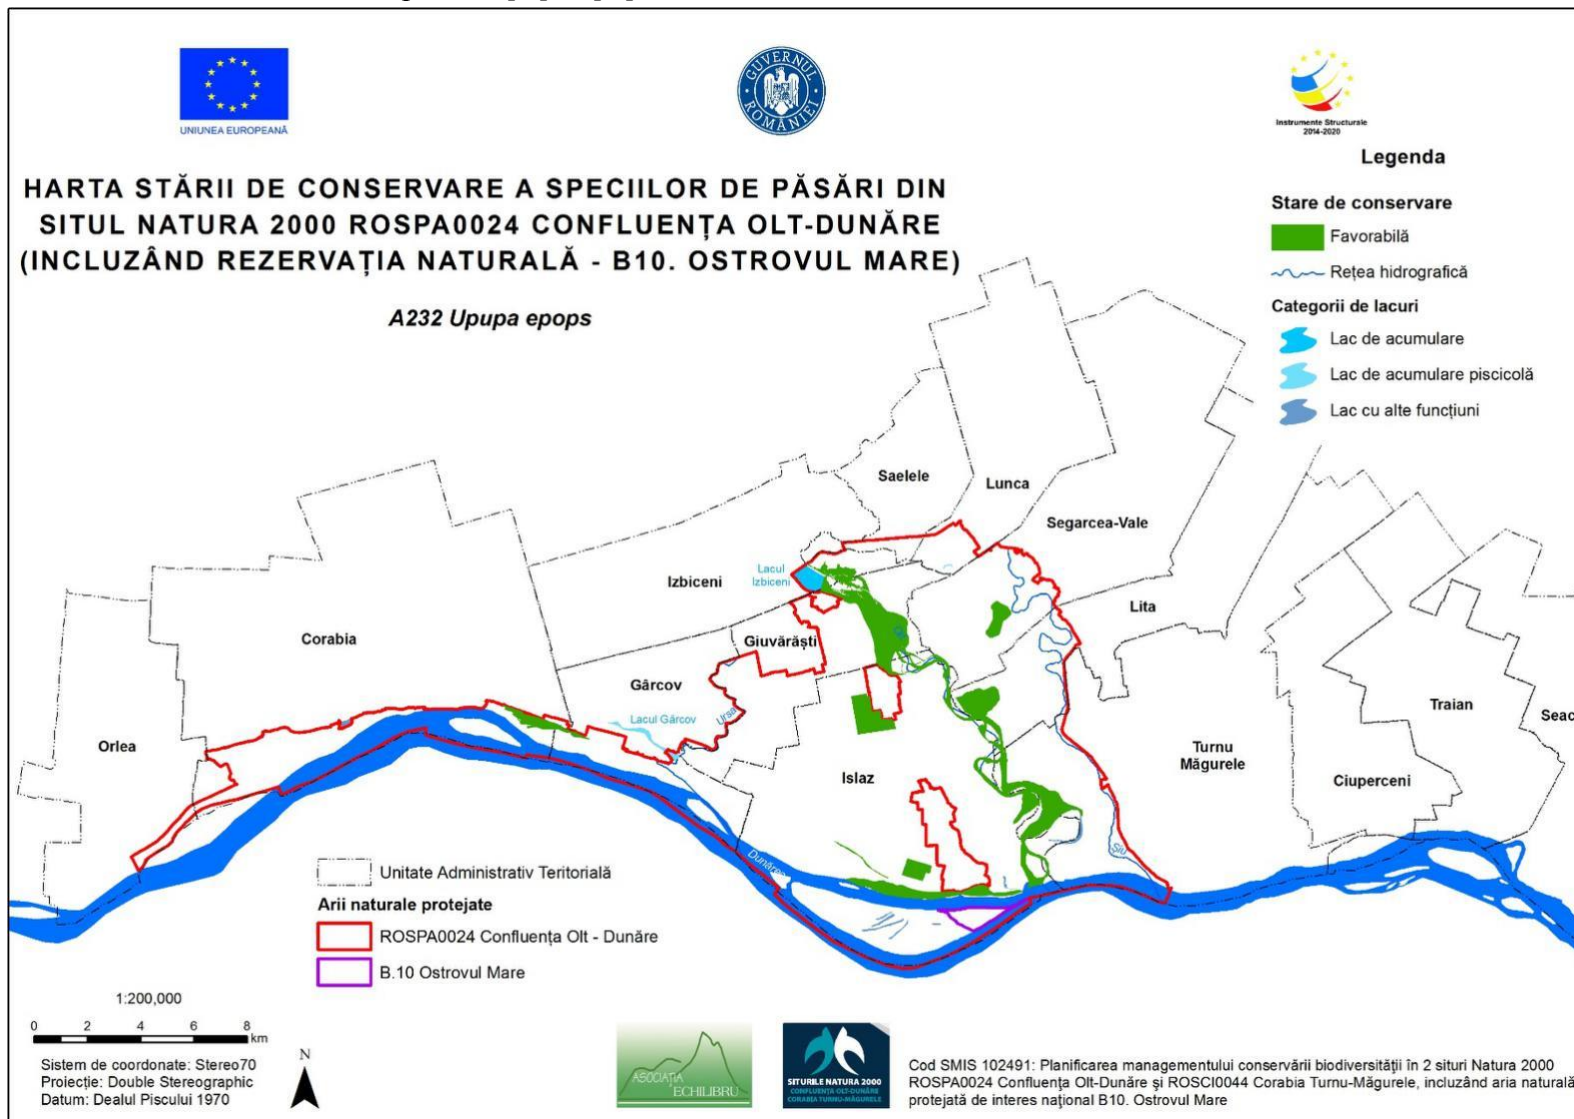 UNIUNEA EUROPEANĂ
GUVERNUL ROMÂNIEI
Instrumente Structurale
2014-2020
HARTA STĂRII DE CONSERVARE A SPECIILOR DE PĂSĂRI DIN
SITUL NATURA 2000 ROSPA0024 CONFLUENȚA OLT-DUNĂRE
(INCLUZÂND REZERVAȚIA NATURALĂ - B10. OSTROVUL MARE)
A232 Upupa epops
Legenda
Stare de conservare
Favorabilă
Rețea hidrografică
Categorii de lacuri
Lac de acumulare
Lac de acumulare piscicolă
Lac cu alte funcțiuni
Saelele
Lunca
Segarcea-Vale
Izbiceni
Lacul
Izbiceni
Lita
Corabia
Giuvărăști
Olt
Gârcov
Lacul Gârcov
Ursa
Orlea
Islaz
Turnu
Măgurele
Traian
Seac
Ciuperceni
Dunărea
Siu
Unitate Administrativ Teritorială
Arii naturale protejate
ROSPA0024 Confluența Olt - Dunăre
B.10 Ostrovul Mare
1:200,000
0 2 4 6 8
km
Sistem de coordonate: Stereo70
Proiecție: Double Stereographic
Datum: Dealul Piscului 1970
N
ASOCIAȚIA
ECHILIBRU
SITURILE NATURA 2000
CONFLUENȚA OLT-DUNĂRE
CORABIA TURNU-MĂGURELE
Cod SMIS 102491: Planificarea managementului conservării biodiversităţii în 2 situri Natura 2000
ROSPA0024 Confluenţa Olt-Dunăre şi ROSCI0044 Corabia Turnu-Măgurele, incluzând aria naturală
protejată de interes naţional B10. Ostrovul Mare